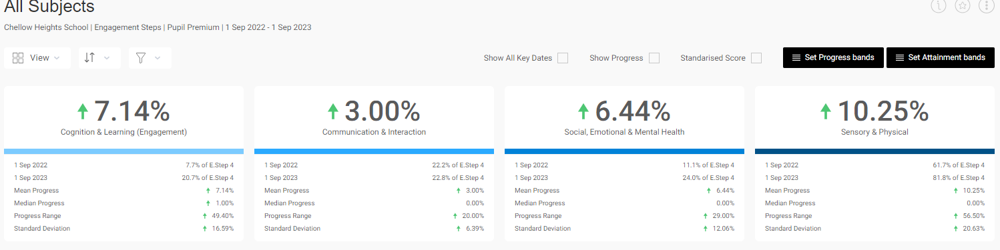 All Subjects
Chellow Heights School | Engagement Steps | Pupil Premium | 1 Sep 2022 - 1 Sep 2023
View
Show All Key Dates
Show Progress
Standarised Score
Set Progress bands
Set Attainment bands
7.14%
Cognition & Learning (Engagement)
1 Sep 2022 7.7% of E.Step 4
1 Sep 2023 20.7% of E.Step 4
Mean Progress 7.14%
Median Progress 1.00%
Progress Range 49.40%
Standard Deviation 16.59%
3.00%
Communication & Interaction
1 Sep 2022 22.2% of E.Step 4
1 Sep 2023 22.8% of E.Step 4
Mean Progress 3.00%
Median Progress 0.00%
Progress Range 20.00%
Standard Deviation 6.39%
6.44%
Social, Emotional & Mental Health
1 Sep 2022 11.1% of E.Step 4
1 Sep 2023 24.0% of E.Step 4
Mean Progress 6.44%
Median Progress 0.00%
Progress Range 29.00%
Standard Deviation 12.06%
10.25%
Sensory & Physical
1 Sep 2022 61.7% of E.Step 4
1 Sep 2023 81.8% of E.Step 4
Mean Progress 10.25%
Median Progress 0.00%
Progress Range 56.50%
Standard Deviation 20.63%